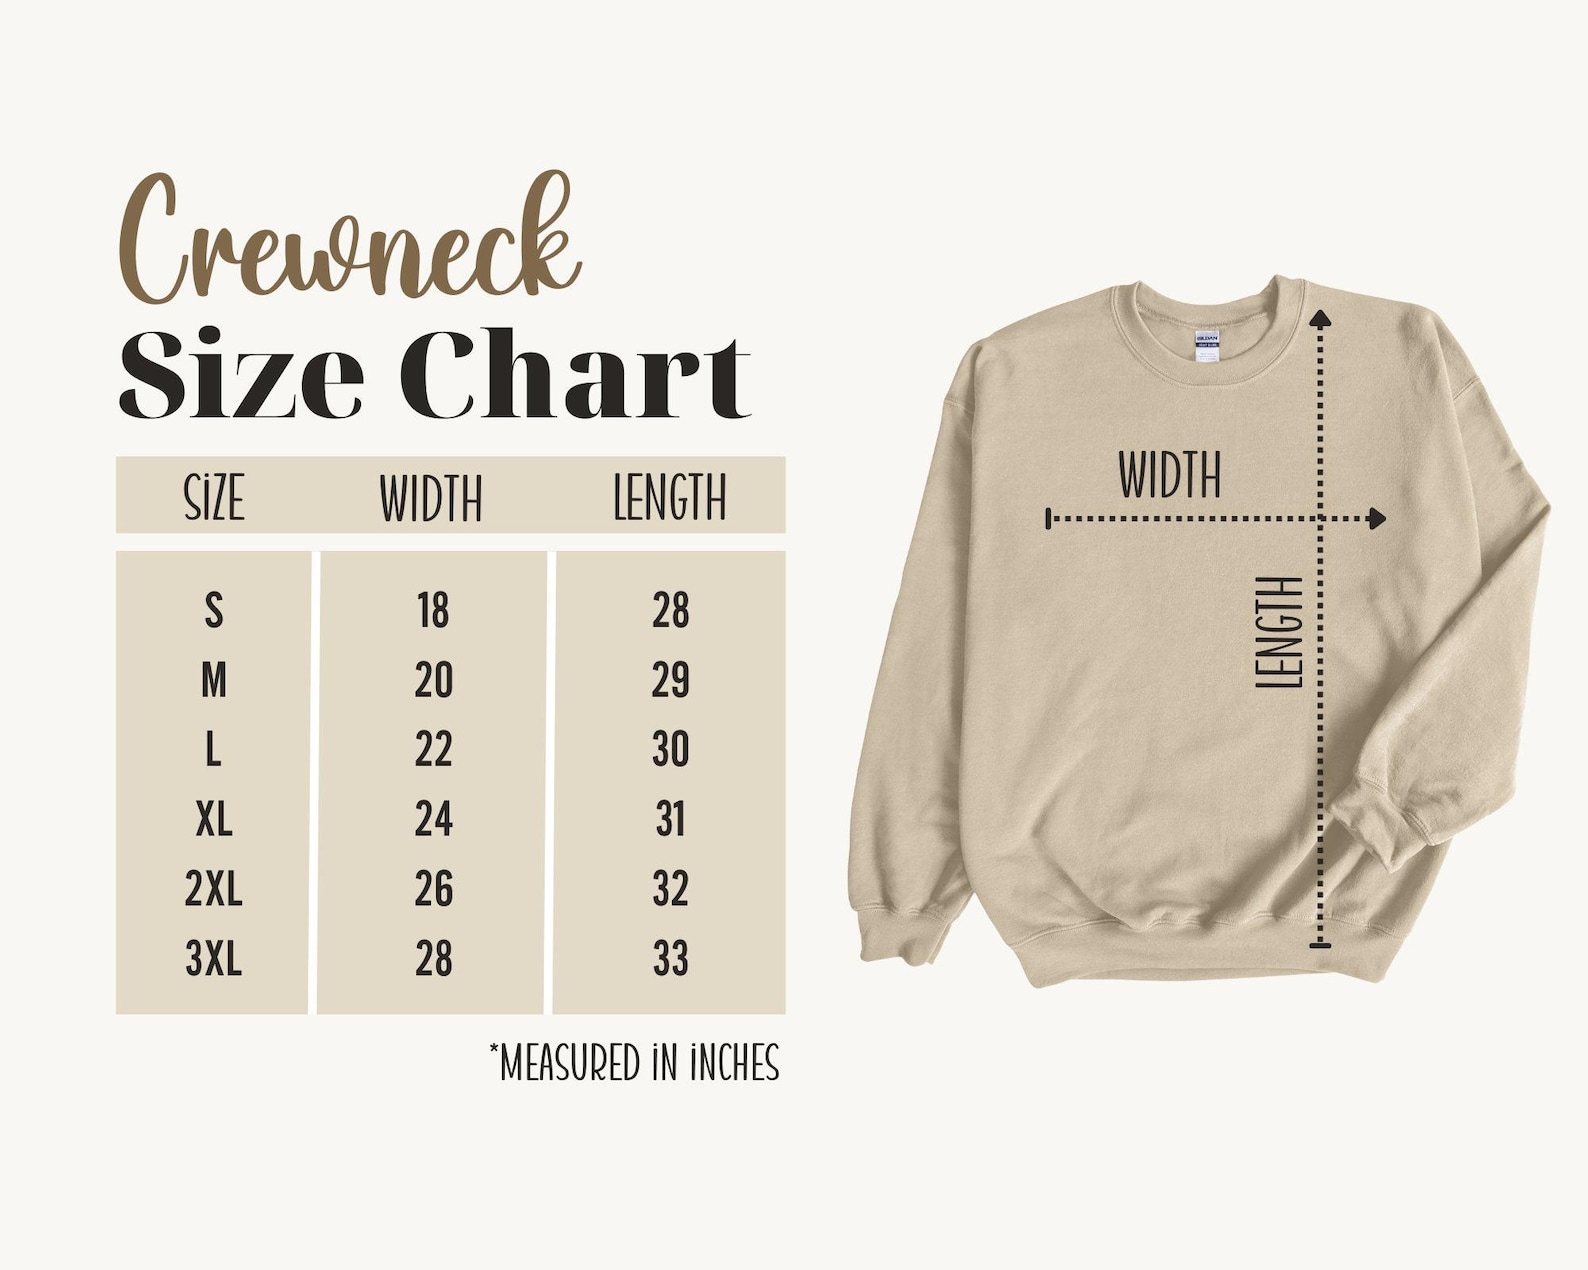 Crewneck
Size Chart
SiZE WIDTH LENGTH
S 18 28
M 20 29
L 22 30
XL 24 31
2XL 26 32
3XL 28 33
*MEASURED iN iNCHES
GILDAN
WIDTH
LENGTH